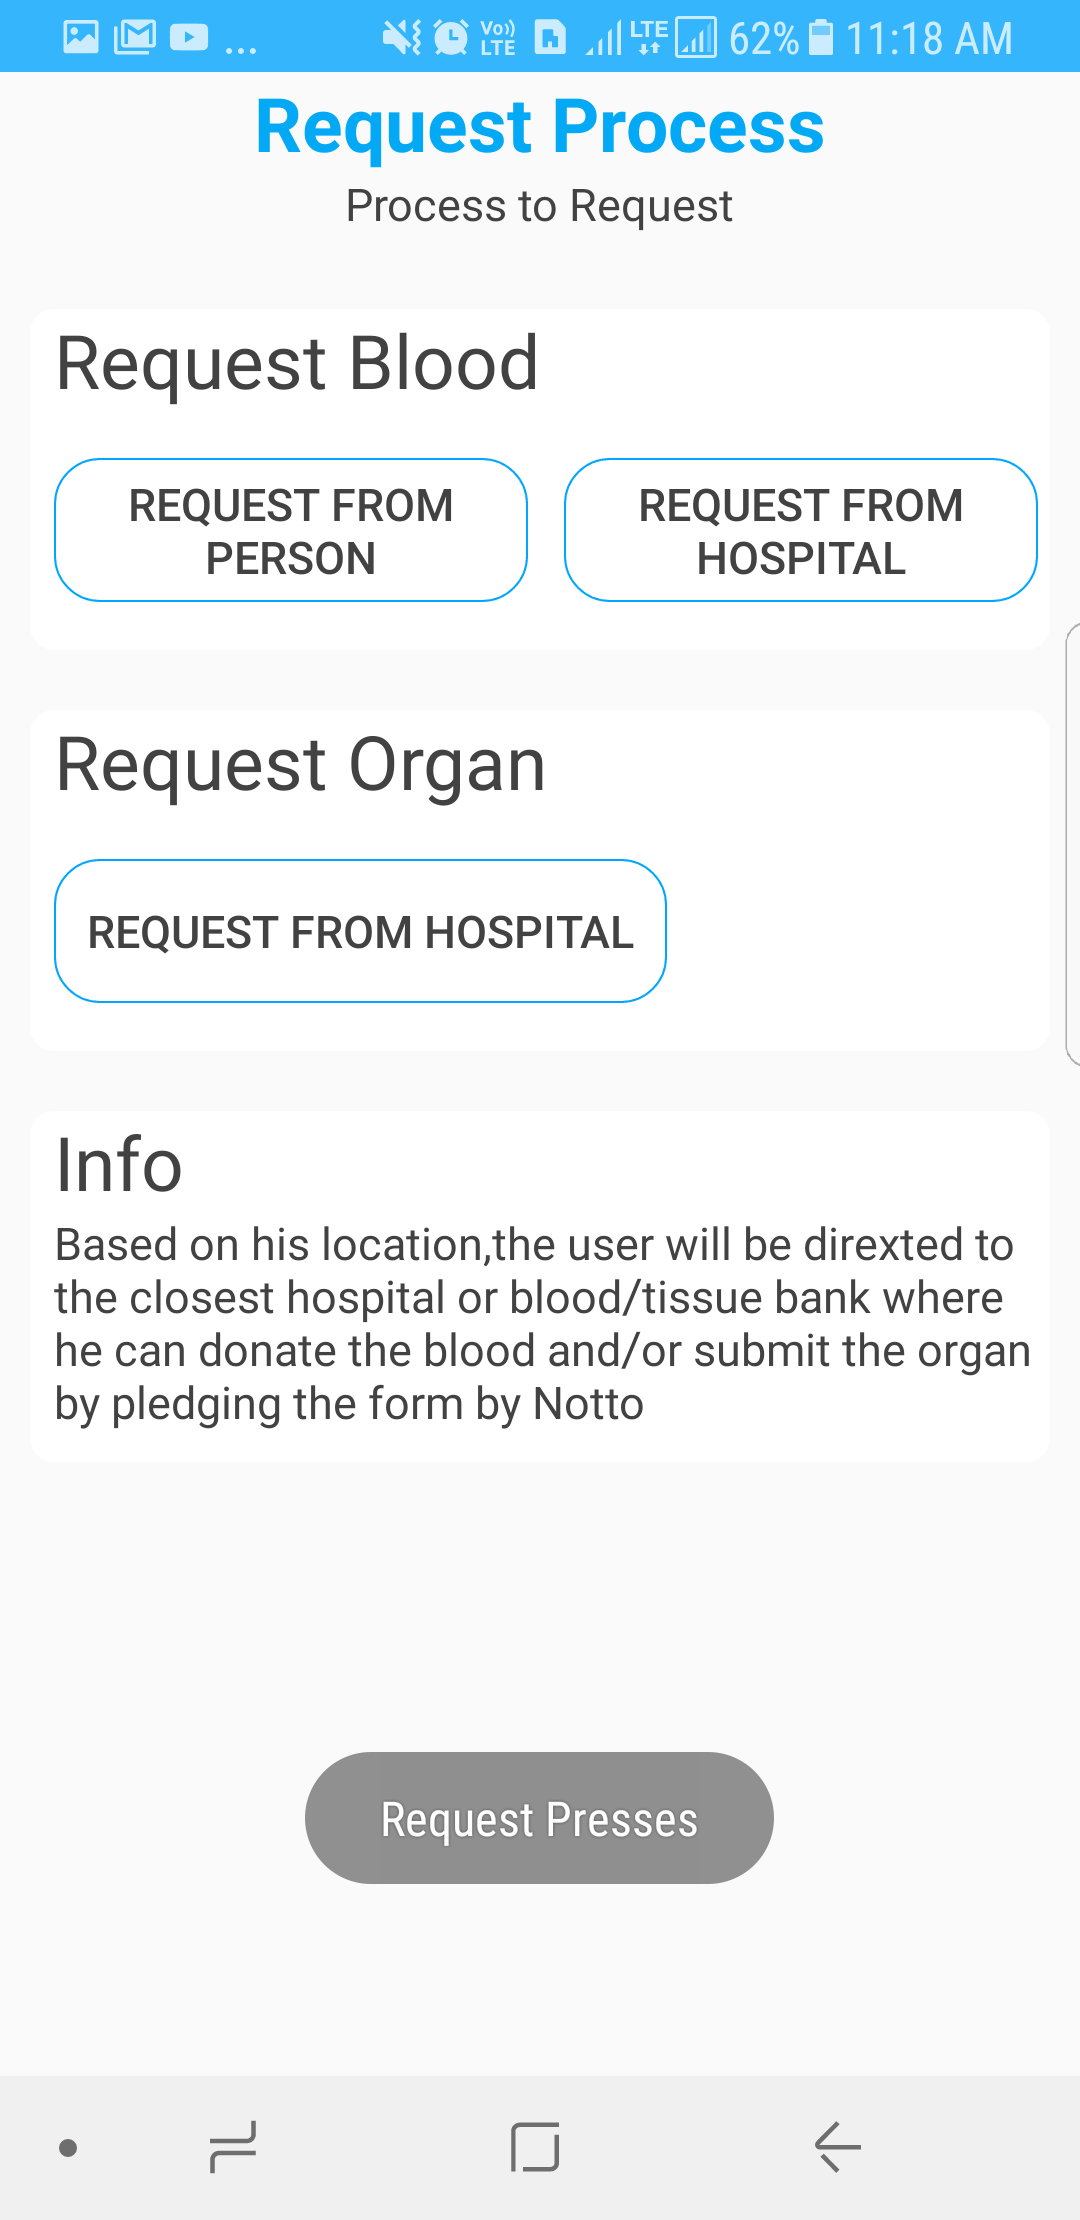 ... Vo)) LTE LTE 62% 11:18 AM
Request Process
Process to Request
Request Blood
REQUEST FROM PERSON
REQUEST FROM HOSPITAL
Request Organ
REQUEST FROM HOSPITAL
Info
Based on his location,the user will be direxted to
the closest hospital or blood/tissue bank where
he can donate the blood and/or submit the organ
by pledging the form by Notto
Request Presses